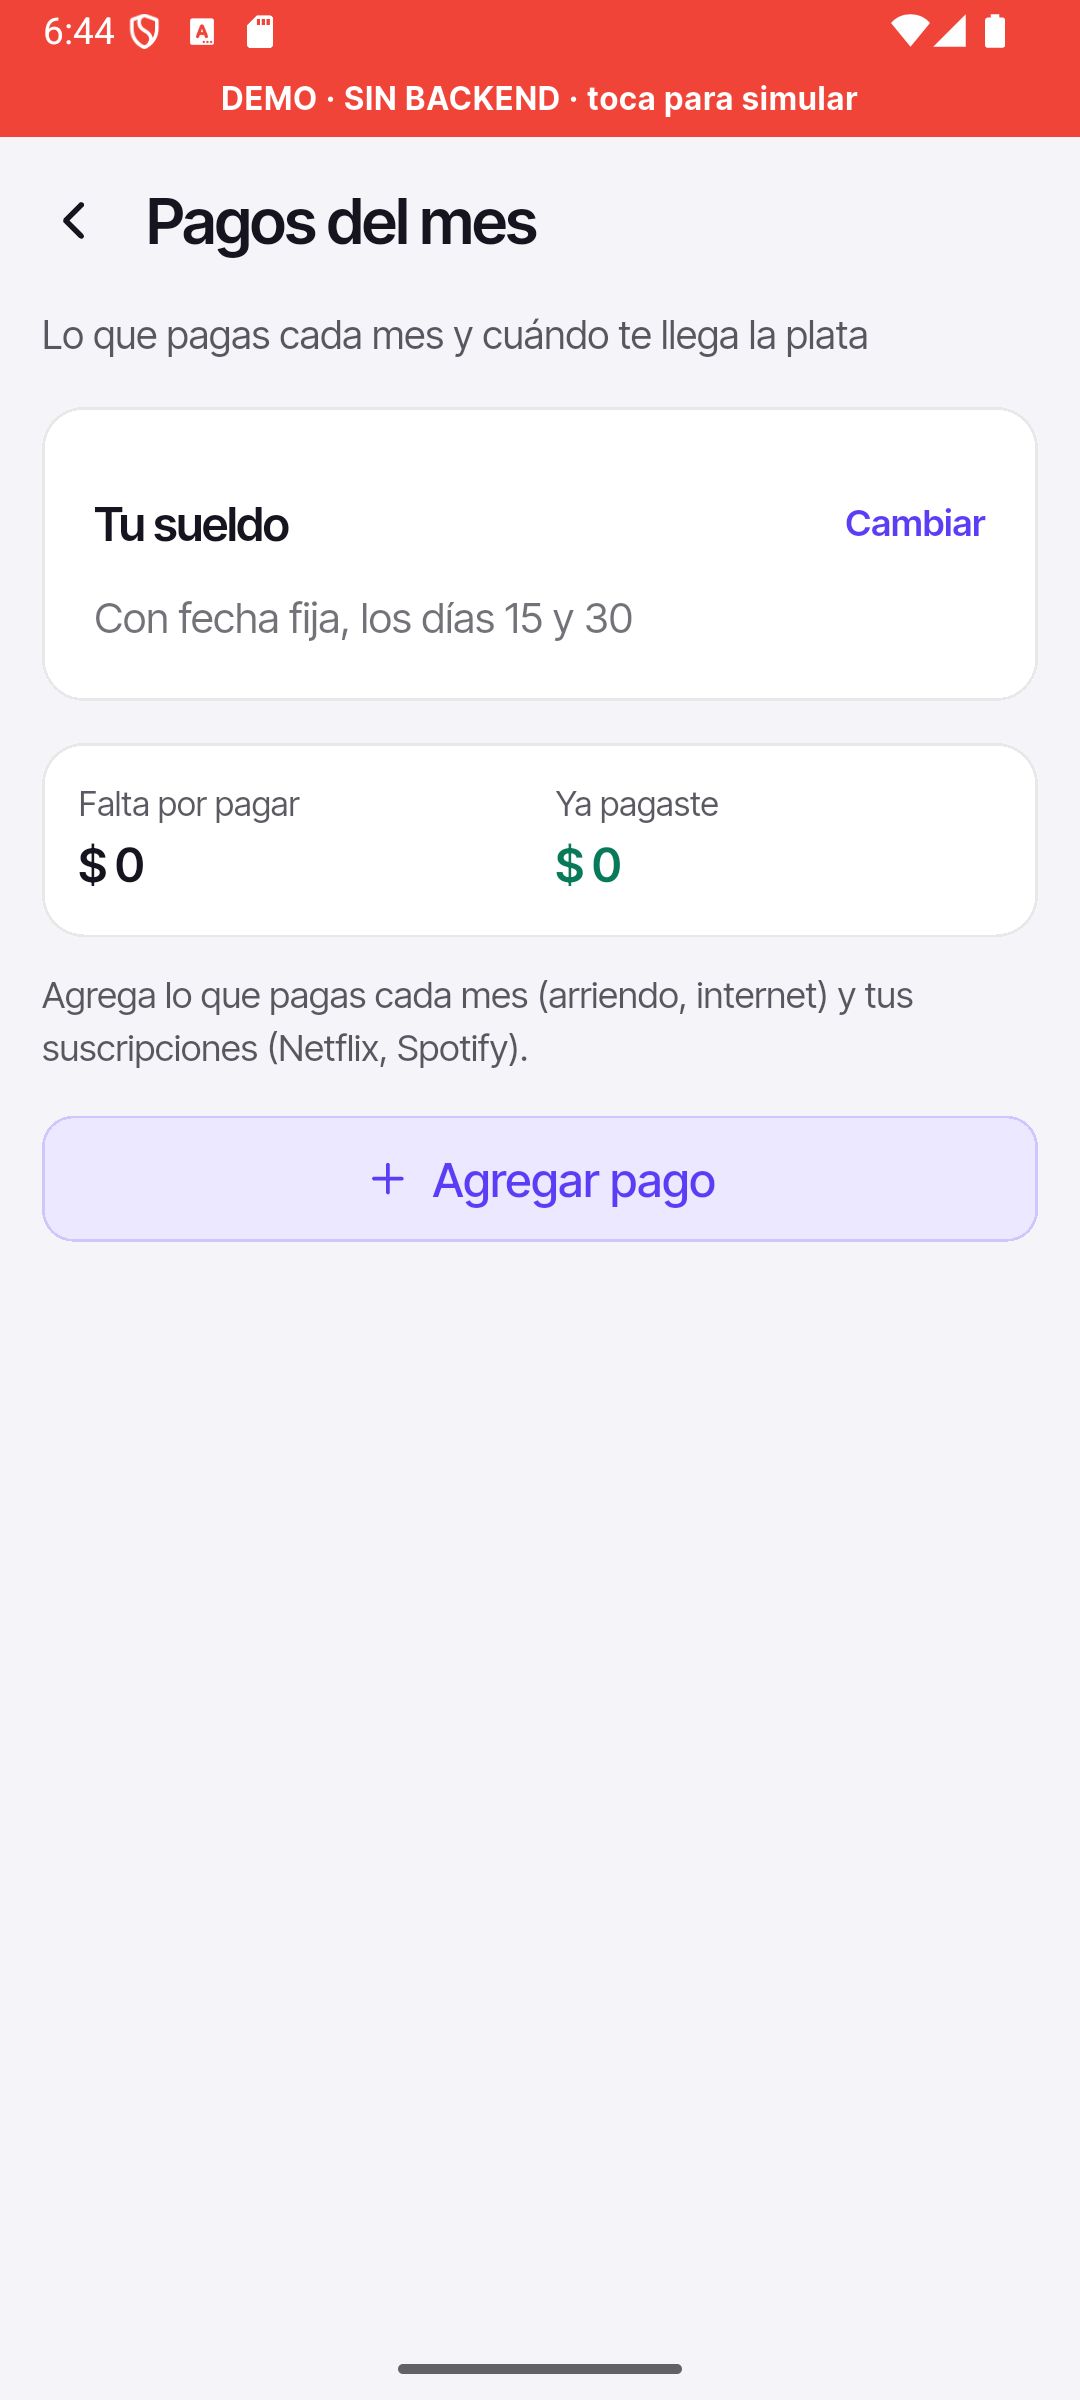 6:44
DEMO · SIN BACKEND · toca para simular
Pagos del mes
Lo que pagas cada mes y cuándo te llega la plata
Tu sueldo
Cambiar
Con fecha fija, los días 15 y 30
Falta por pagar
Ya pagaste
$ 0
$ 0
Agrega lo que pagas cada mes (arriendo, internet) y tus
suscripciones (Netflix, Spotify).
+ Agregar pago